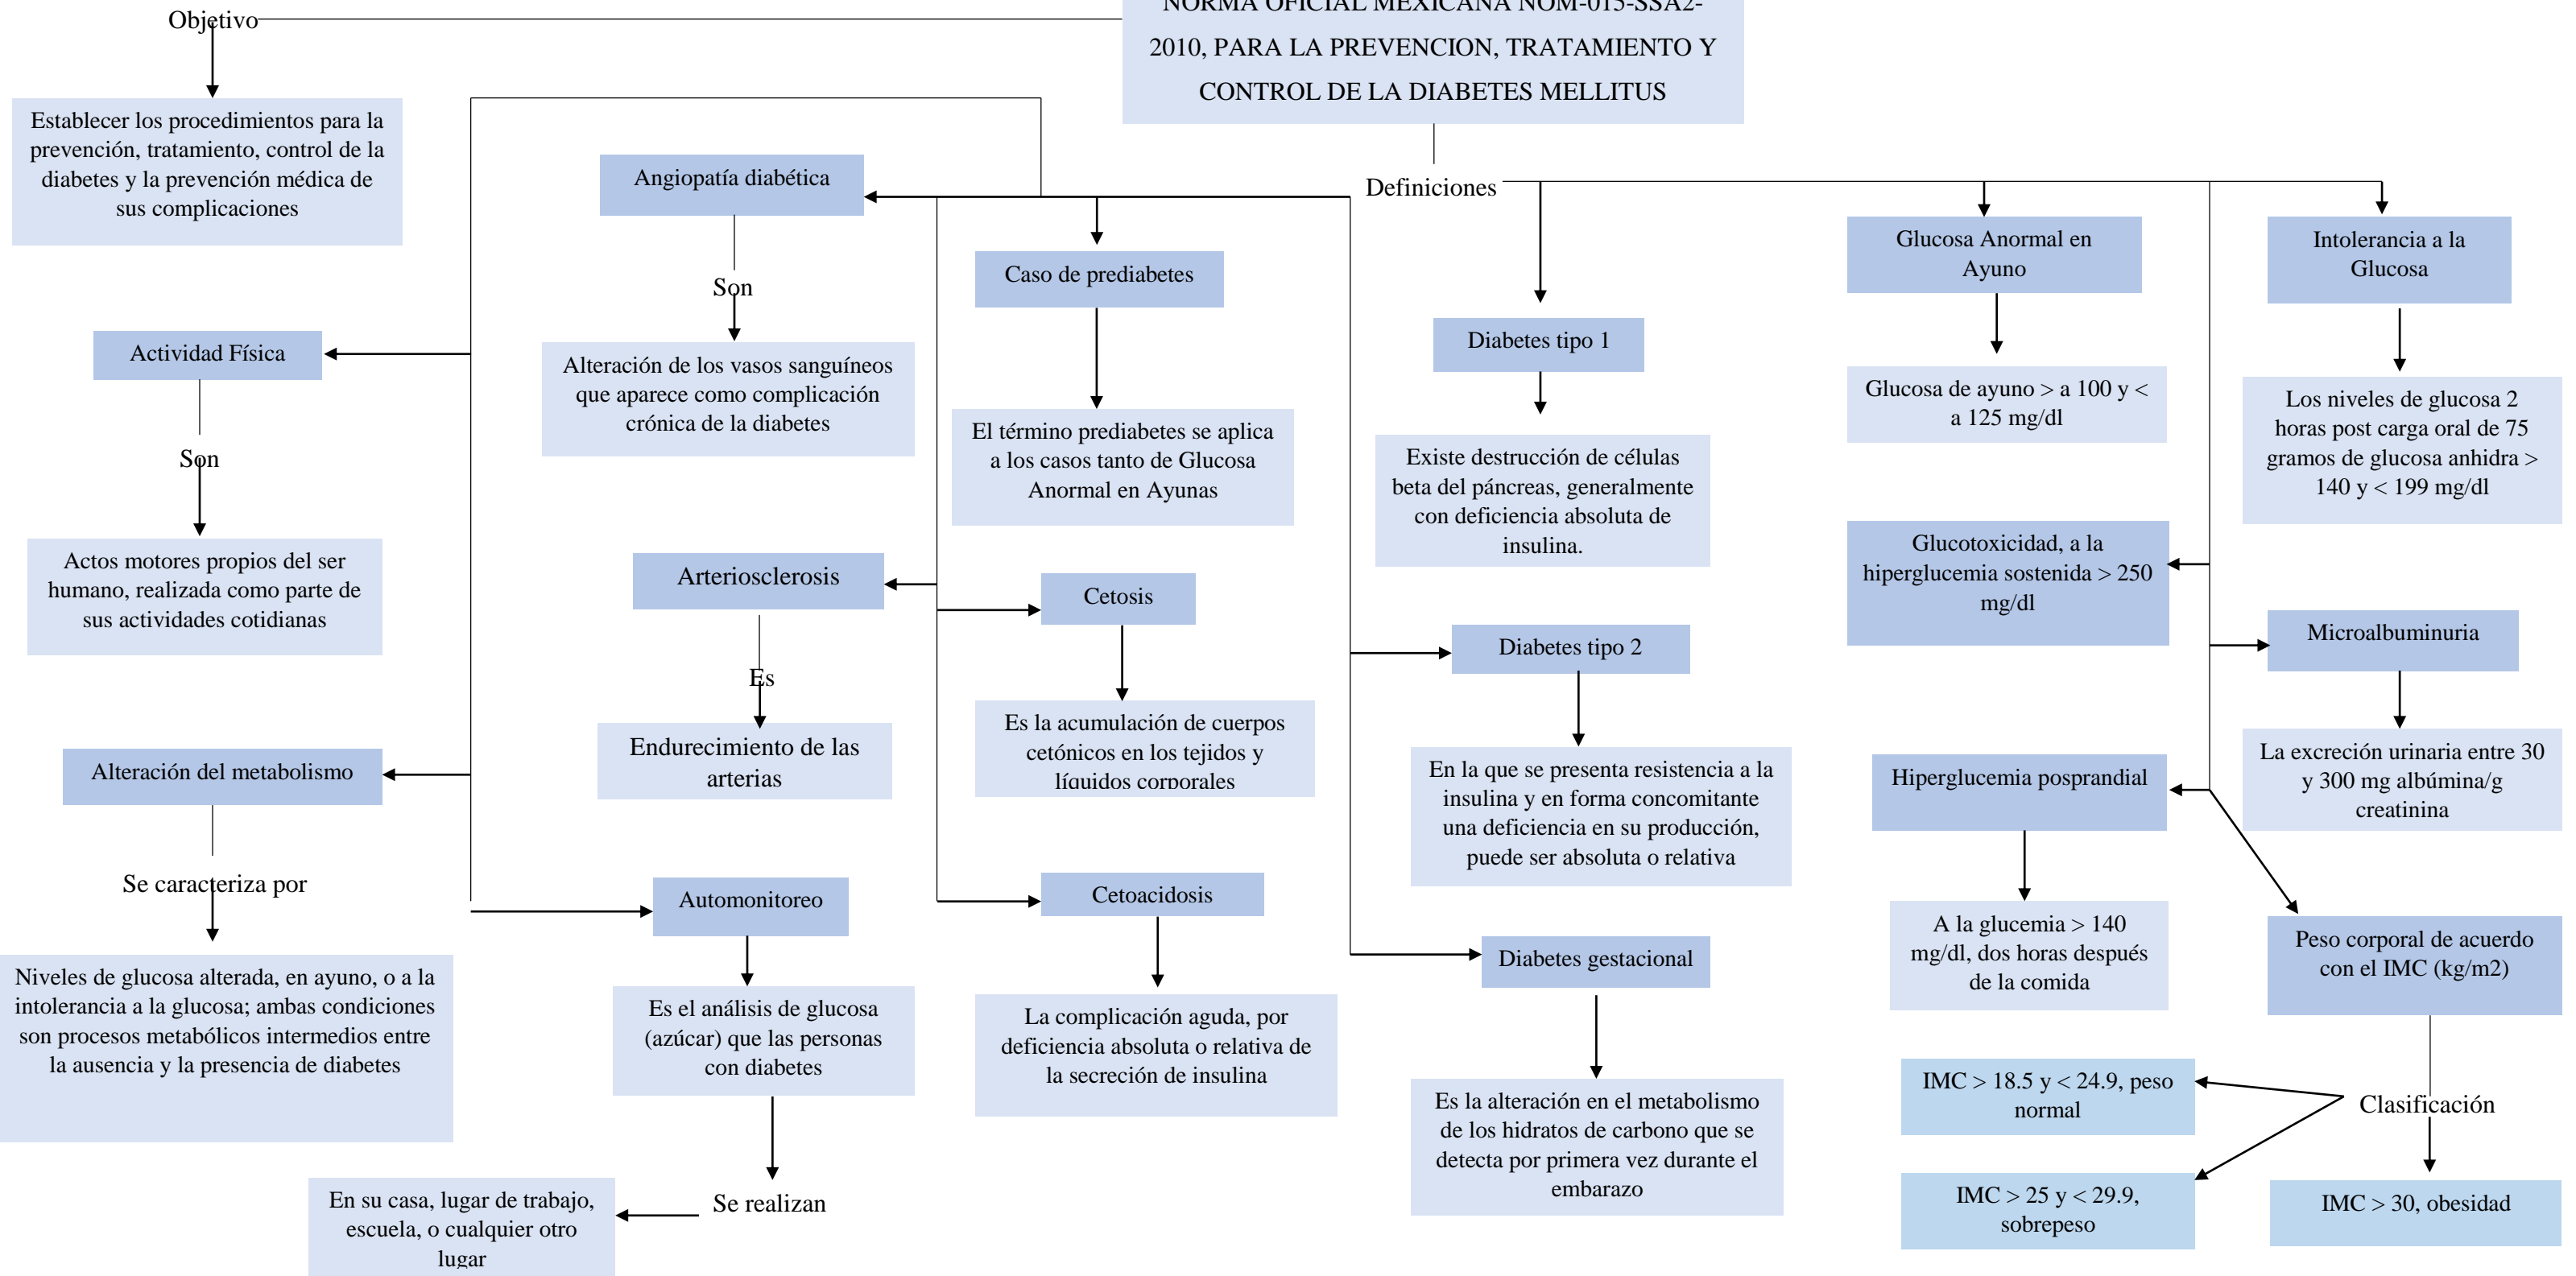 NORMA OFICIAL MEXICANA NOM-015-SSA2-
2010, PARA LA PREVENCION, TRATAMIENTO Y
CONTROL DE LA DIABETES MELLITUS
Objetivo
Establecer los procedimientos para la
prevención, tratamiento, control de la
diabetes y la prevención médica de
sus complicaciones
Definiciones
Angiopatía diabética
Son
Alteración de los vasos sanguíneos
que aparece como complicación
crónica de la diabetes
Caso de prediabetes
El término prediabetes se aplica
a los casos tanto de Glucosa
Anormal en Ayunas
Actividad Física
Son
Actos motores propios del ser
humano, realizada como parte de
sus actividades cotidianas
Alteración del metabolismo
Se caracteriza por
Niveles de glucosa alterada, en ayuno, o a la
intolerancia a la glucosa; ambas condiciones
son procesos metabólicos intermedios entre
la ausencia y la presencia de diabetes
Arteriosclerosis
Es
Endurecimiento de las
arterias
Automonitoreo
Es el análisis de glucosa
(azúcar) que las personas
con diabetes
Se realizan
En su casa, lugar de trabajo,
escuela, o cualquier otro
lugar
Cetosis
Es la acumulación de cuerpos
cetónicos en los tejidos y
líquidos corporales
Cetoacidosis
La complicación aguda, por
deficiencia absoluta o relativa de
la secreción de insulina
Diabetes tipo 1
Existe destrucción de células
beta del páncreas, generalmente
con deficiencia absoluta de
insulina.
Diabetes tipo 2
En la que se presenta resistencia a la
insulina y en forma concomitante
una deficiencia en su producción,
puede ser absoluta o relativa
Diabetes gestacional
Es la alteración en el metabolismo
de los hidratos de carbono que se
detecta por primera vez durante el
embarazo
Glucosa Anormal en
Ayuno
Glucosa de ayuno > a 100 y <
a 125 mg/dl
Intolerancia a la
Glucosa
Los niveles de glucosa 2
horas post carga oral de 75
gramos de glucosa anhidra >
140 y < 199 mg/dl
Glucotoxicidad, a la
hiperglucemia sostenida > 250
mg/dl
Microalbuminuria
La excreción urinaria entre 30
y 300 mg albúmina/g
creatinina
Hiperglucemia posprandial
A la glucemia > 140
mg/dl, dos horas después
de la comida
Peso corporal de acuerdo
con el IMC (kg/m2)
Clasificación
IMC > 18.5 y < 24.9, peso
normal
IMC > 25 y < 29.9,
sobrepeso
IMC > 30, obesidad